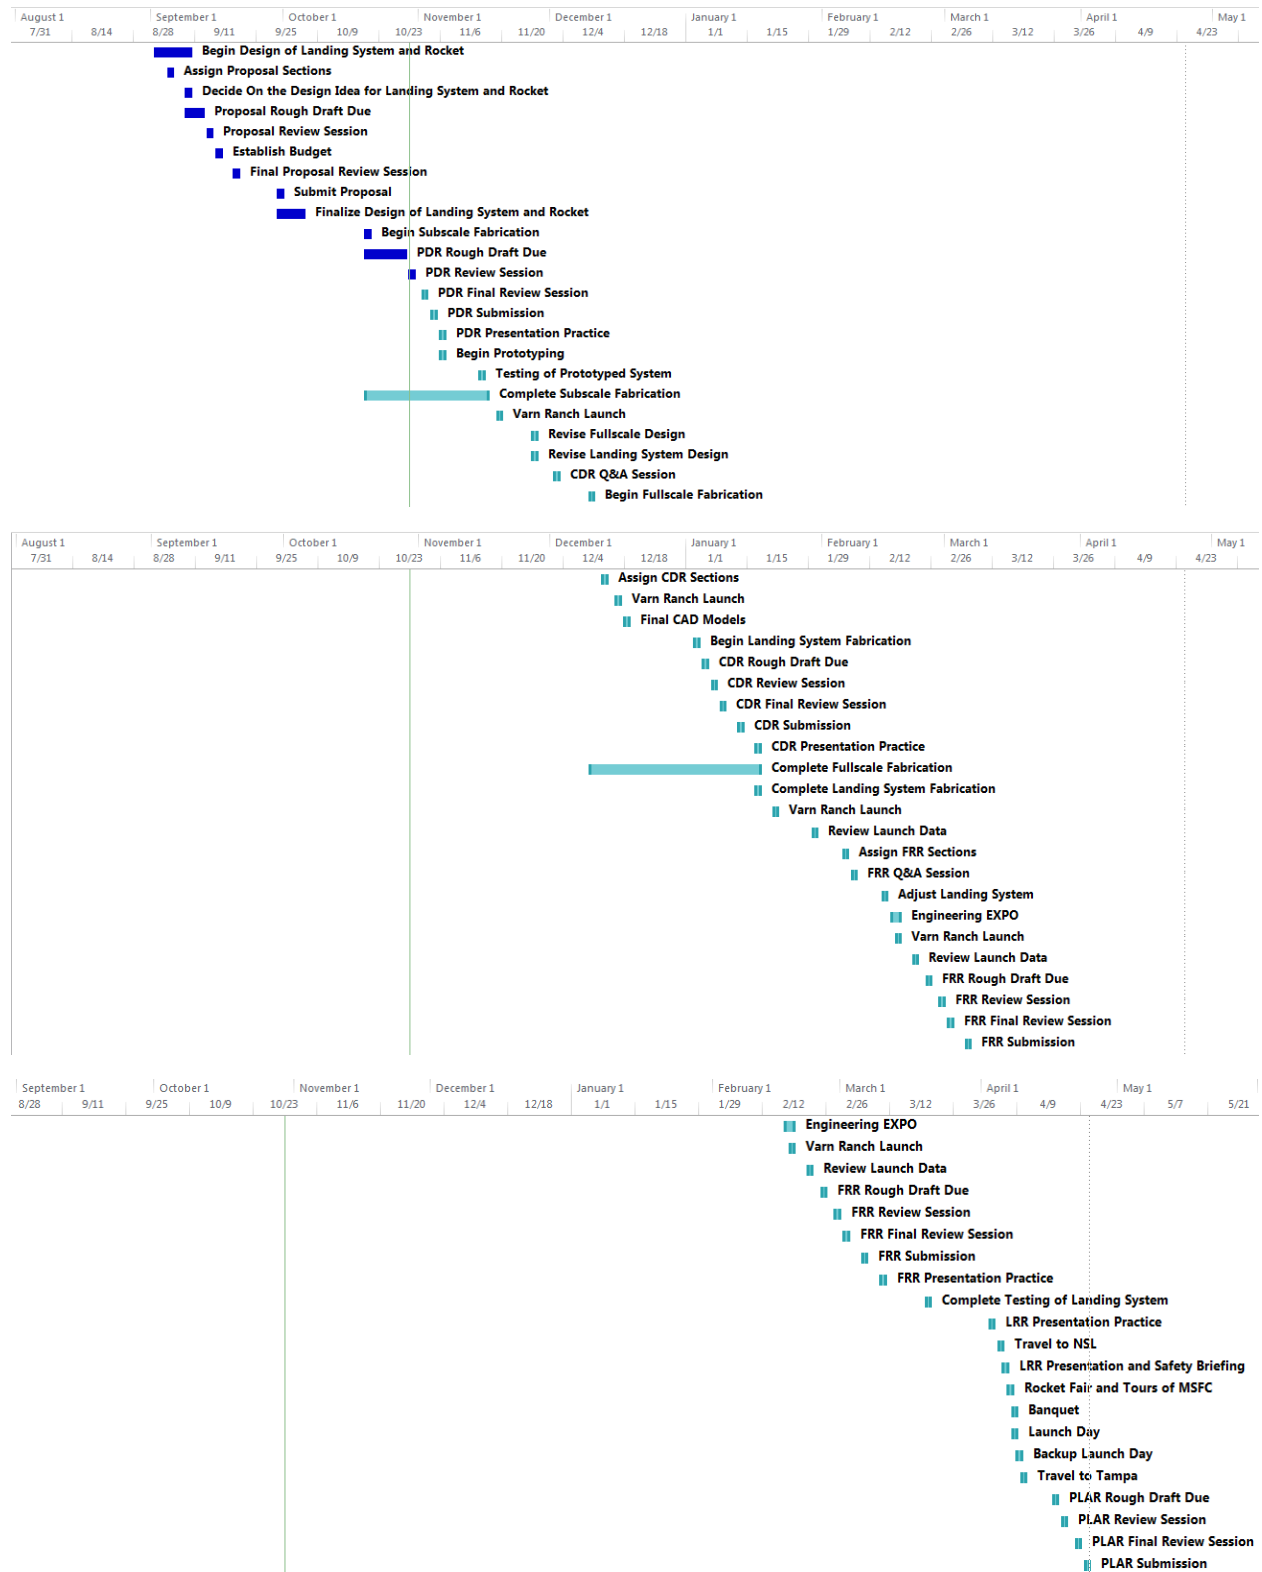 August 1 September 1 October 1 November 1 December 1 January 1 February 1 March 1 April 1 May 1
7/31 8/14 8/28 9/11 9/25 10/9 10/23 11/6 11/20 12/4 12/18 1/1 1/15 1/29 2/12 2/26 3/12 3/26 4/9 4/23
Begin Design of Landing System and Rocket
Assign Proposal Sections
Decide On the Design Idea for Landing System and Rocket
Proposal Rough Draft Due
Proposal Review Session
Establish Budget
Final Proposal Review Session
Submit Proposal
Finalize Design of Landing System and Rocket
Begin Subscale Fabrication
PDR Rough Draft Due
PDR Review Session
PDR Final Review Session
PDR Submission
PDR Presentation Practice
Begin Prototyping
Testing of Prototyped System
Complete Subscale Fabrication
Varn Ranch Launch
Revise Fullscale Design
Revise Landing System Design
CDR Q&A Session
Begin Fullscale Fabrication
August 1 September 1 October 1 November 1 December 1 January 1 February 1 March 1 April 1 May 1
7/31 8/14 8/28 9/11 9/25 10/9 10/23 11/6 11/20 12/4 12/18 1/1 1/15 1/29 2/12 2/26 3/12 3/26 4/9 4/23
Assign CDR Sections
Varn Ranch Launch
Final CAD Models
Begin Landing System Fabrication
CDR Rough Draft Due
CDR Review Session
CDR Final Review Session
CDR Submission
CDR Presentation Practice
Complete Fullscale Fabrication
Complete Landing System Fabrication
Varn Ranch Launch
Review Launch Data
Assign FRR Sections
FRR Q&A Session
Adjust Landing System
Engineering EXPO
Varn Ranch Launch
Review Launch Data
FRR Rough Draft Due
FRR Review Session
FRR Final Review Session
FRR Submission
September 1 October 1 November 1 December 1 January 1 February 1 March 1 April 1 May 1
8/28 9/11 9/25 10/9 10/23 11/6 11/20 12/4 12/18 1/1 1/15 1/29 2/12 2/26 3/12 3/26 4/9 4/23 5/7 5/21
Engineering EXPO
Varn Ranch Launch
Review Launch Data
FRR Rough Draft Due
FRR Review Session
FRR Final Review Session
FRR Submission
FRR Presentation Practice
Complete Testing of Landing System
LRR Presentation Practice
Travel to NSL
LRR Presentation and Safety Briefing
Rocket Fair and Tours of MSFC
Banquet
Launch Day
Backup Launch Day
Travel to Tampa
PLAR Rough Draft Due
PLAR Review Session
PLAR Final Review Session
PLAR Submission